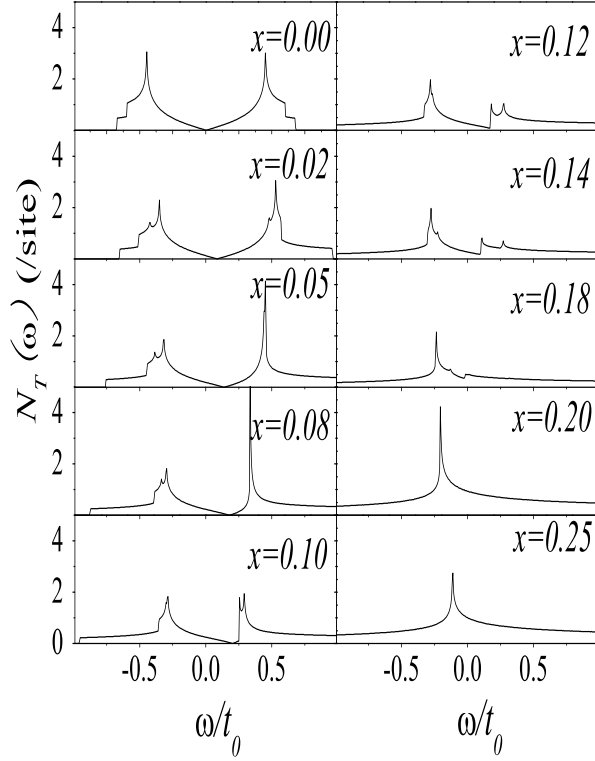 4
2
0
x=0.00
x=0.12
4
2
x=0.02
x=0.14
4
2
x=0.05
x=0.18
4
2
x=0.08
x=0.20
4
2
0
x=0.10
x=0.25
N_T(ω) (/site)
-0.5 0.0 0.5 -0.5 0.0 0.5
ω/t_0 ω/t_0